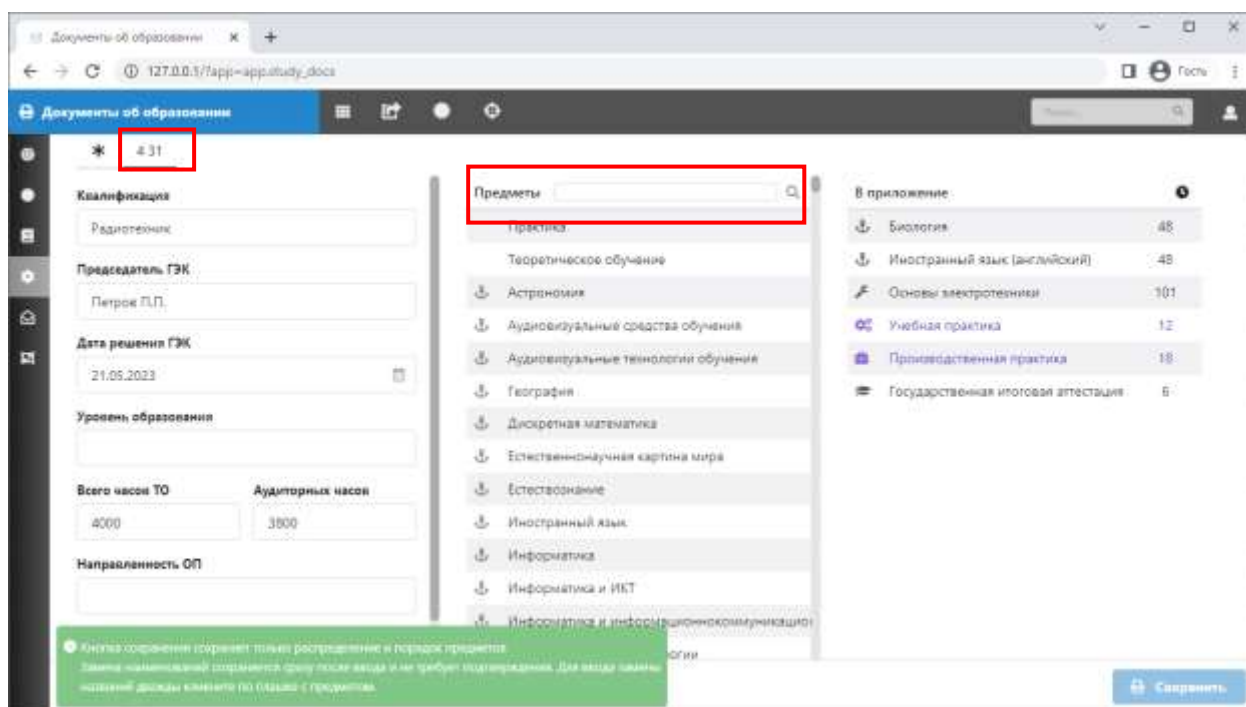 Документы об образовании
127.0.0.1/?app=app.study_docs
Гость
Документы об образовании
Поиск...
4 31
Квалификация
Радиотехник
Председатель ГЭК
Петров П.П.
Дата решения ГЭК
21.05.2023
Уровень образования
Всего часов ТО
Аудиторных часов
4000
3800
Направленность ОП
Предметы
Практика
Теоретическое обучение
Астрономия
Аудиовизуальные средства обучения
Аудиовизуальные технологии обучения
География
Дискретная математика
Естественнонаучная картина мира
Естествознание
Иностранный язык
Информатика
Информатика и ИКТ
Информатика и информационнокоммуникацио
огии
В приложение
Биология 48
Иностранный язык (английский) 48
Основы электротехники 101
Учебная практика 12
Производственная практика 18
Государственная итоговая аттестация 6
Кнопка сохранения сохраняет только распределение и порядок предметов
Замена наименований сохраняется сразу после ввода и не требует подтверждения. Для ввода замены
названий дважды кликните по плашке с предметом.
Сохранить